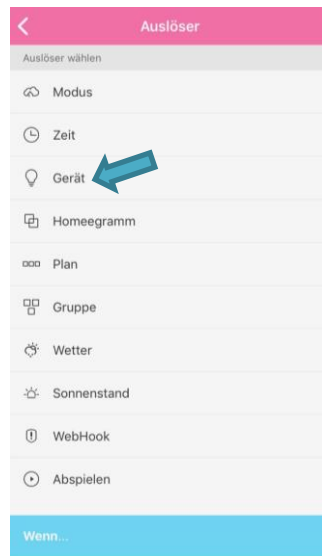 Auslöser
Auslöser wählen
Modus
Zeit
Gerät
Homeegramm
Plan
Gruppe
Wetter
Sonnenstand
WebHook
Abspielen
Wenn...